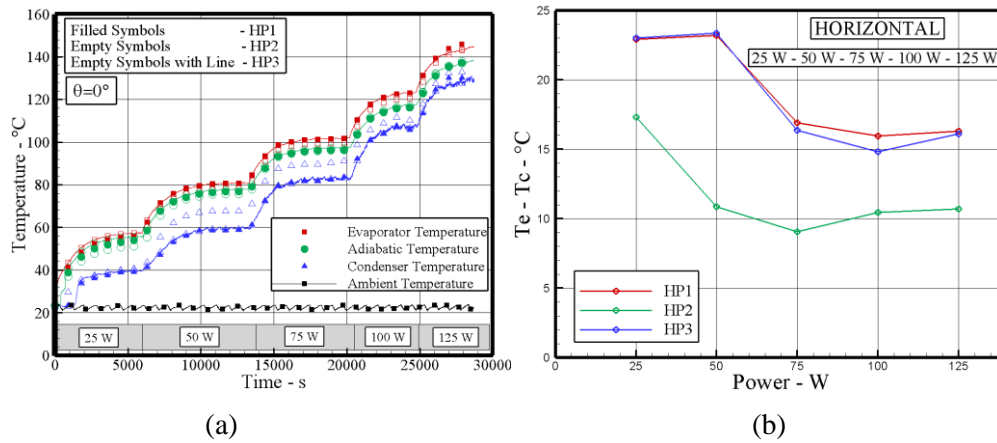 Filled Symbols - HP1
Empty Symbols - HP2
Empty Symbols with Line - HP3
θ=0°
160
140
120
100
80
60
40
20
0
Temperature - °C
Evaporator Temperature
Adiabatic Temperature
Condenser Temperature
Ambient Temperature
25 W
50 W
75 W
100 W
125 W
0 5000 10000 15000 20000 25000 30000
Time - s
(a)
HORIZONTAL
25 W - 50 W - 75 W - 100 W - 125 W
25
20
15
10
5
0
Te - Tc - °C
HP1
HP2
HP3
0 25 50 75 100 125
Power - W
(b)